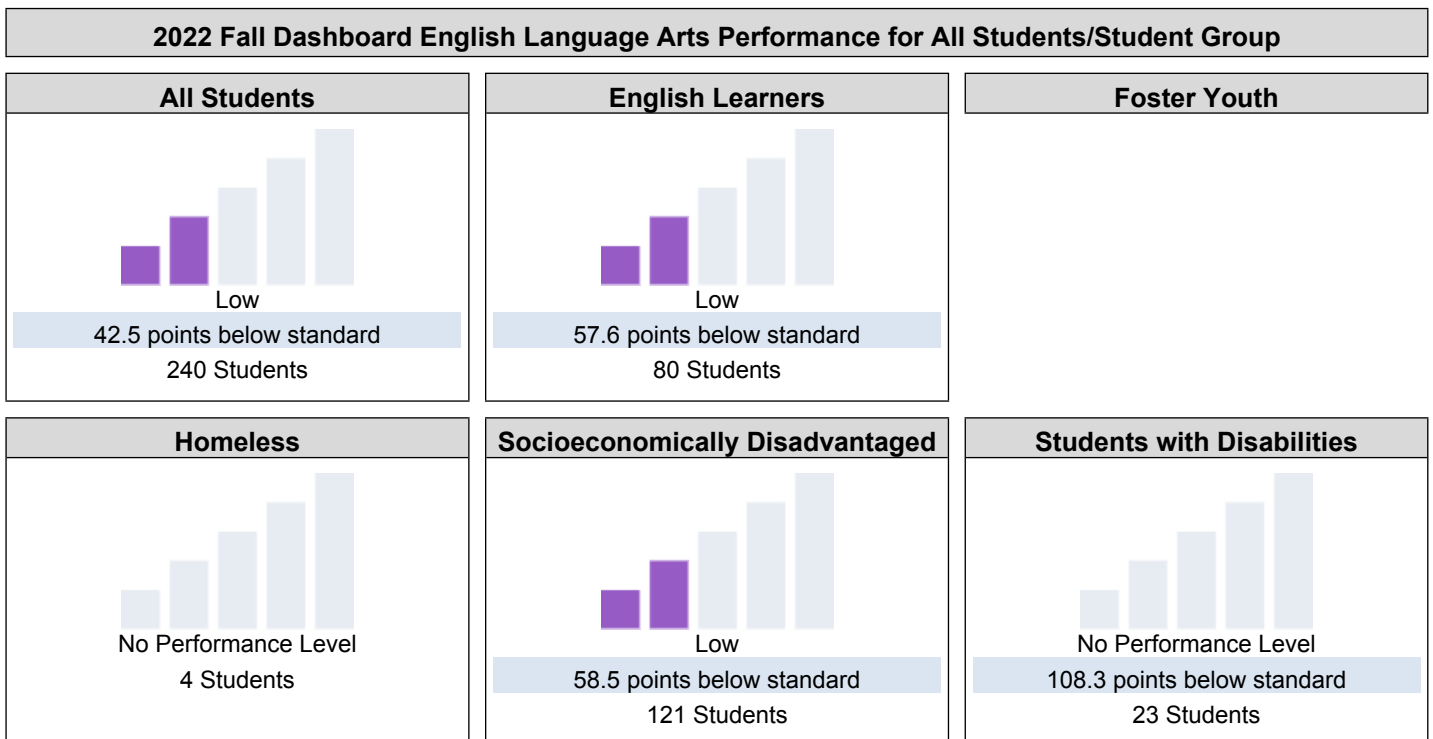 2022 Fall Dashboard English Language Arts Performance for All Students/Student Group
All Students
Low
42.5 points below standard
240 Students
English Learners
Low
57.6 points below standard
80 Students
Foster Youth
Homeless
No Performance Level
4 Students
Socioeconomically Disadvantaged
Low
58.5 points below standard
121 Students
Students with Disabilities
No Performance Level
108.3 points below standard
23 Students